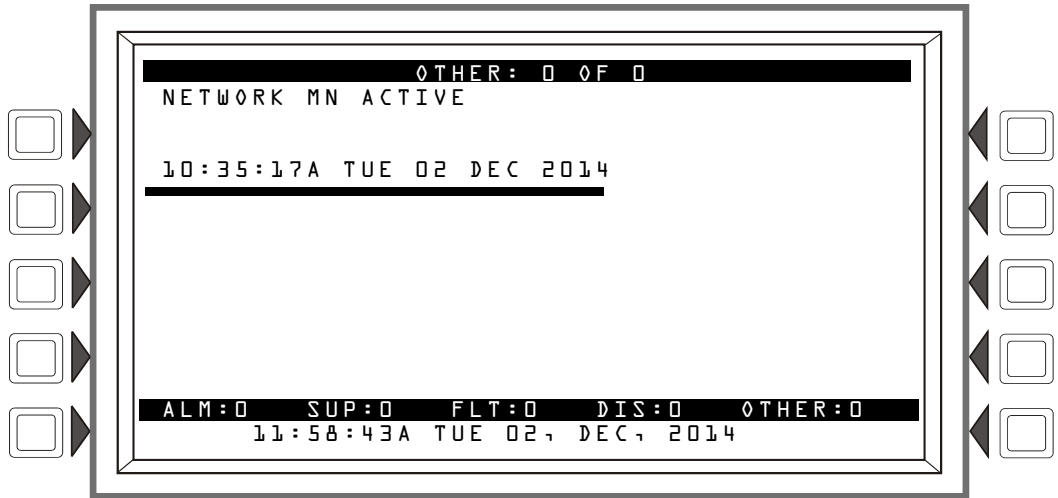 OTHER: 0 OF 0
NETWORK MN ACTIVE
10:35:17A TUE 02 DEC 2014
ALM:0 SUP:0 FLT:0 DIS:0 OTHER:0
11:58:43A TUE 02, DEC, 2014